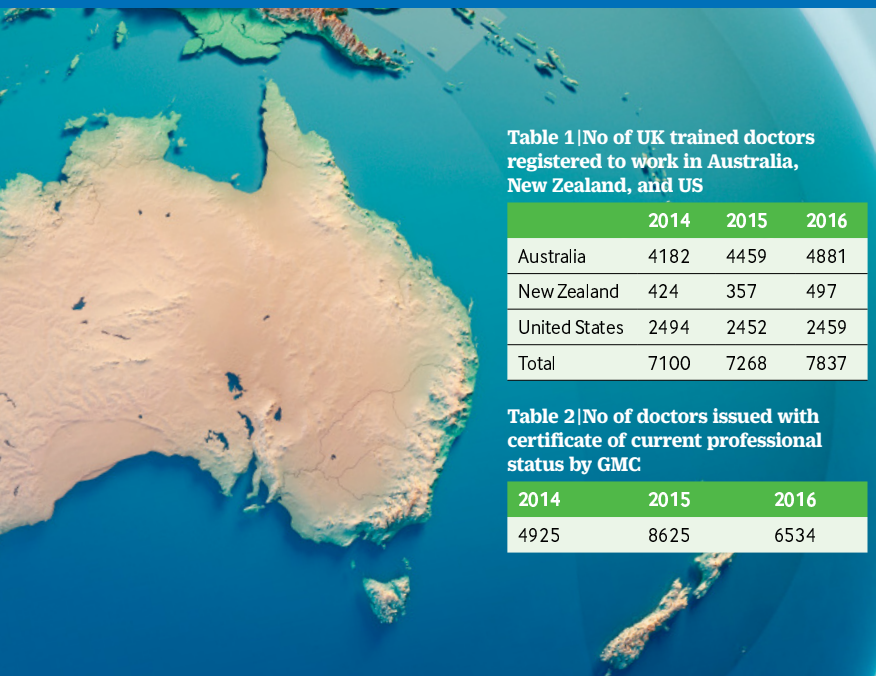 Table 1|No of UK trained doctors
registered to work in Australia,
New Zealand, and US
2014 2015 2016
Australia 4182 4459 4881
New Zealand 424 357 497
United States 2494 2452 2459
Total 7100 7268 7837
Table 2|No of doctors issued with
certificate of current professional
status by GMC
2014 2015 2016
4925 8625 6534